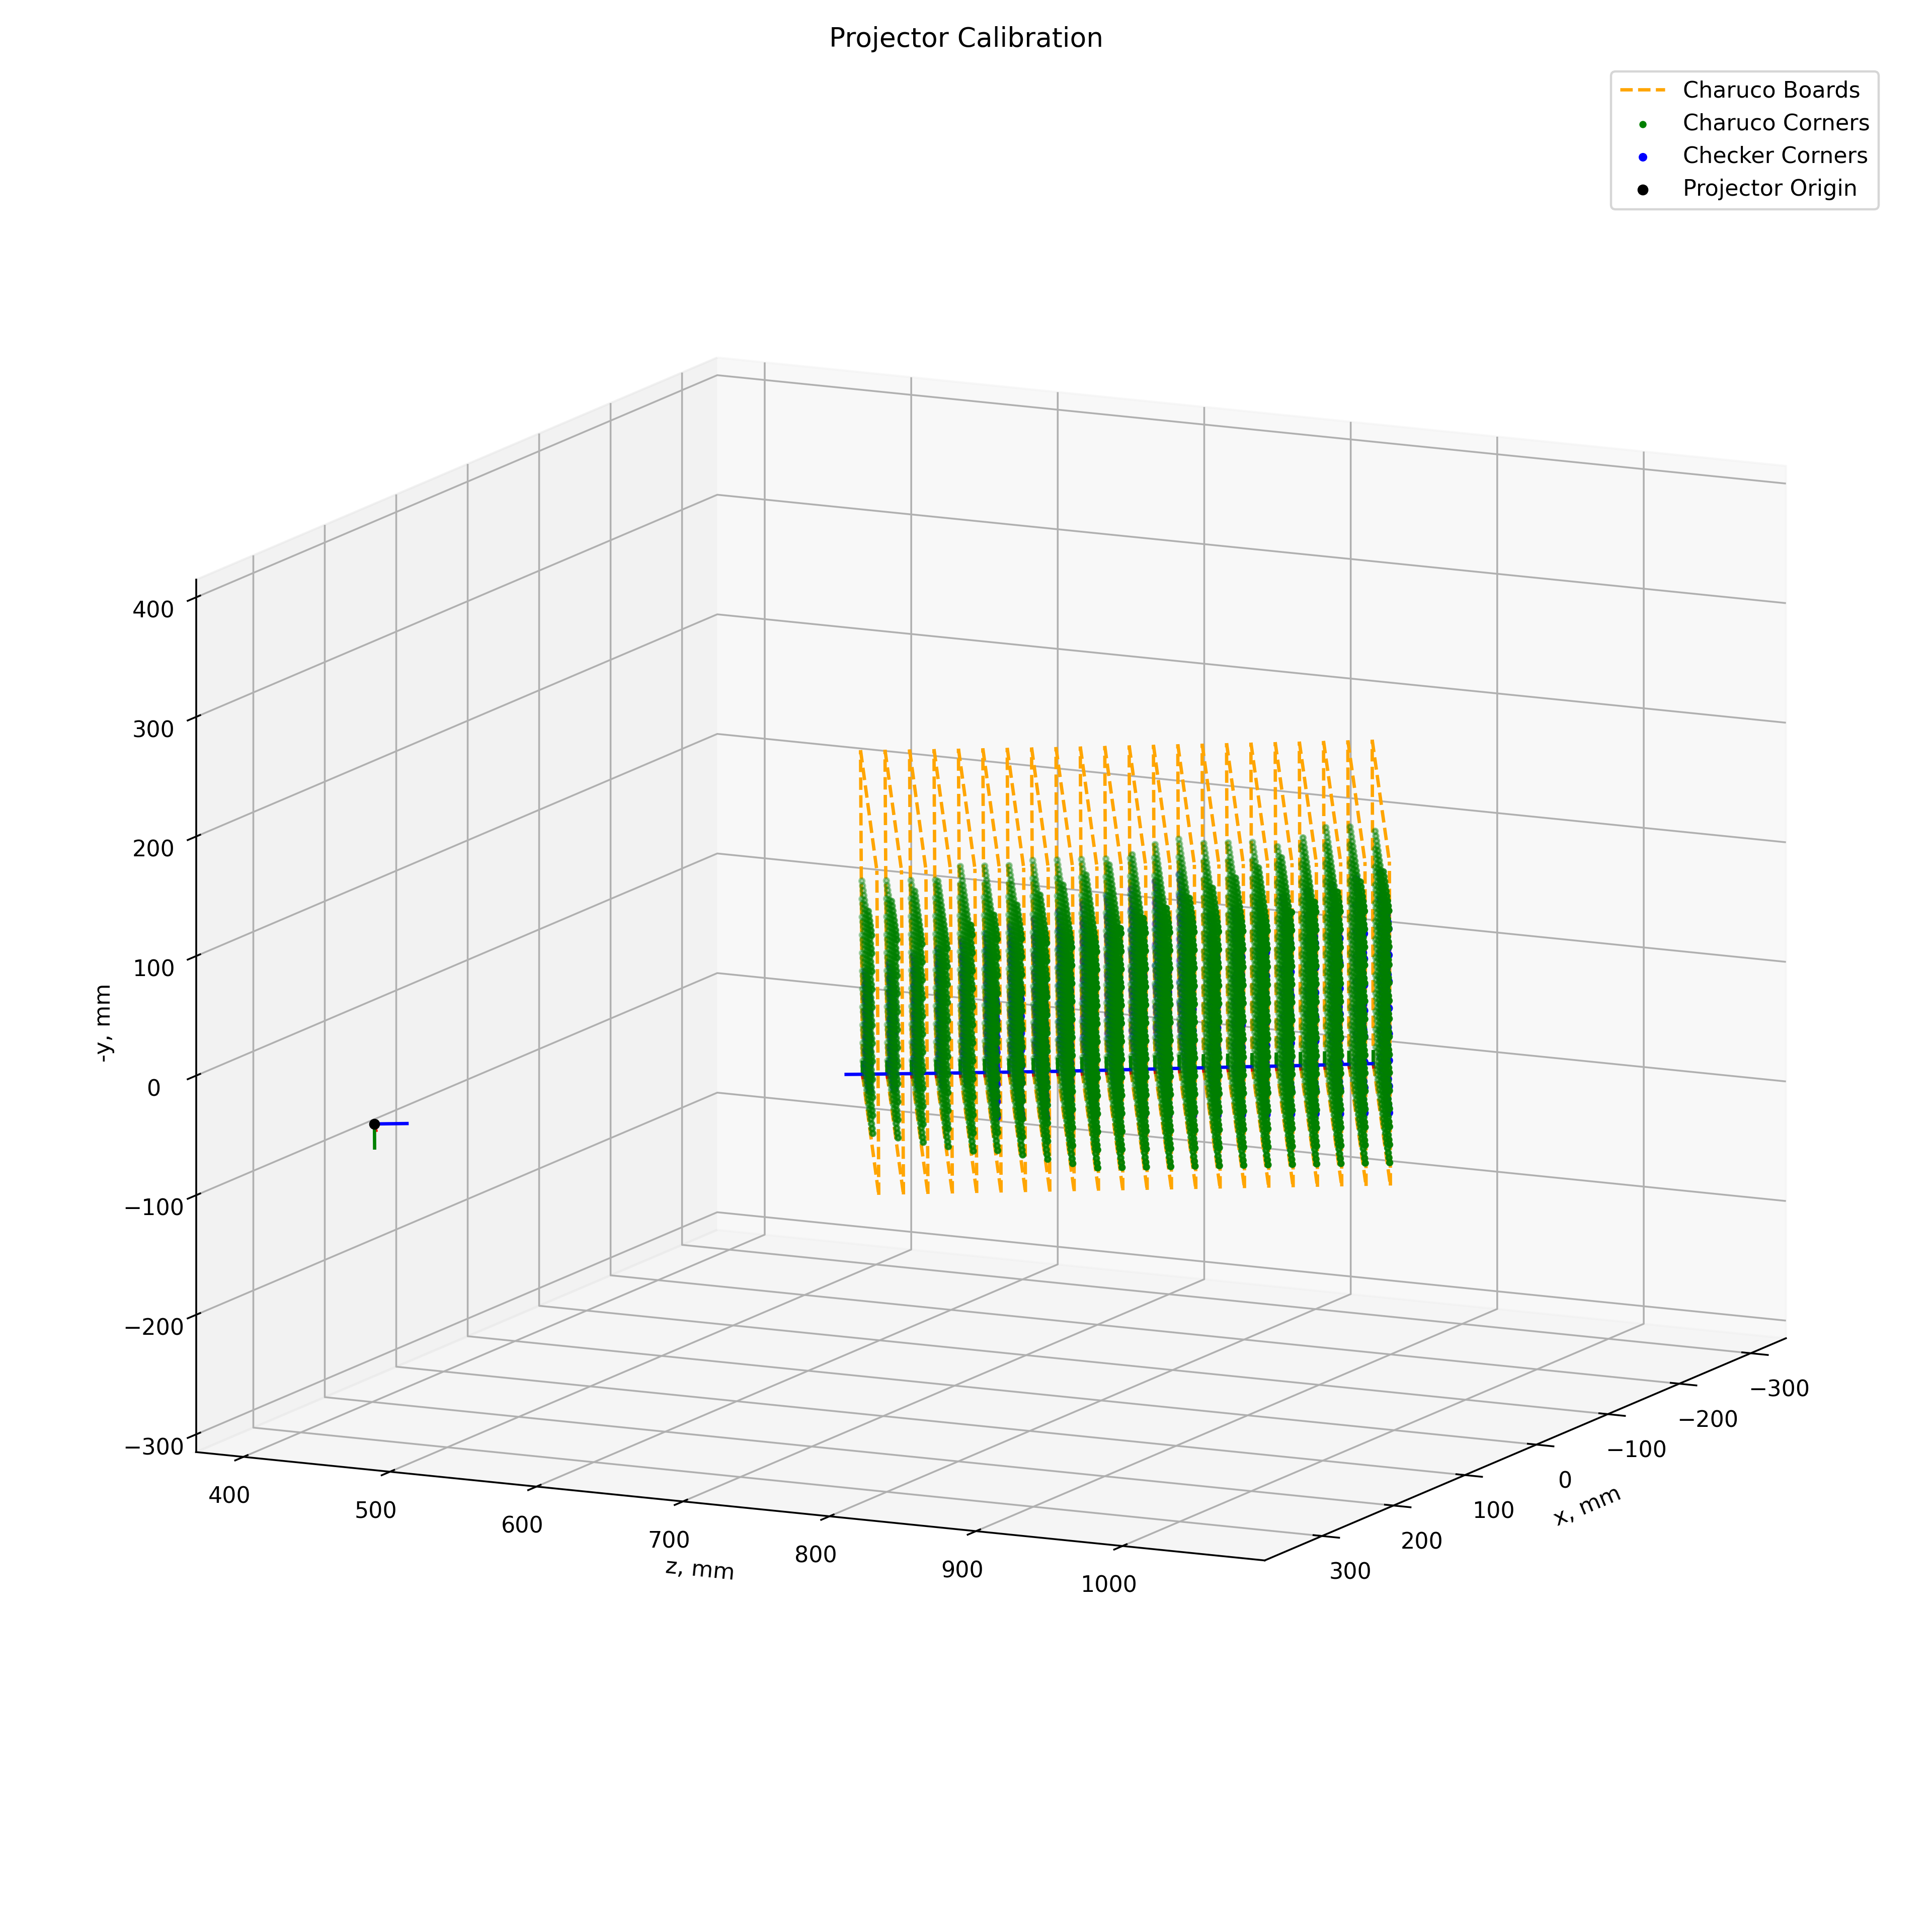 Projector Calibration
Charuco Boards
Charuco Corners
Checker Corners
Projector Origin
400
300
200
100
0
−100
−200
−300
-y, mm
400
500
600
700
800
900
1000
z, mm
300
200
100
0
−100
−200
−300
x, mm